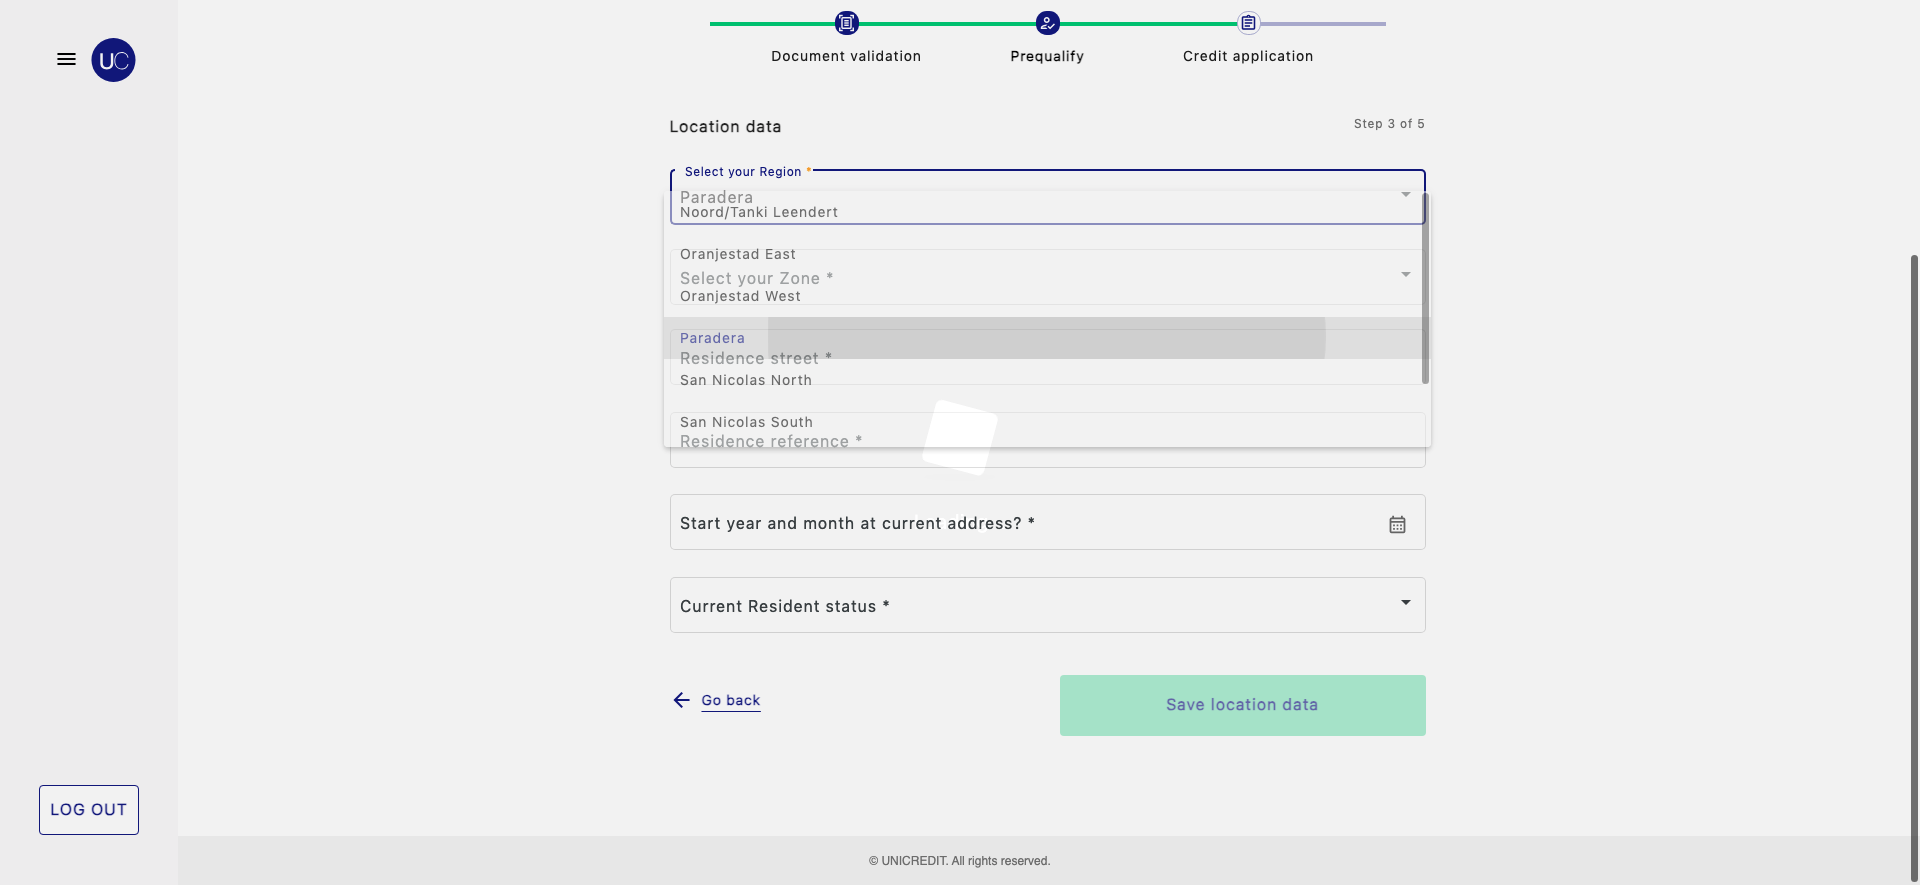 UC
Document validation
Prequalify
Credit application
Location data
Step 3 of 5
Select your Region *
Paradera
Noord/Tanki Leendert
Oranjestad East
Select your Zone *
Oranjestad West
Paradera
Residence street *
San Nicolas North
San Nicolas South
Residence reference *
Start year and month at current address? *
Current Resident status *
Go back
Save location data
LOG OUT
© UNICREDIT. All rights reserved.